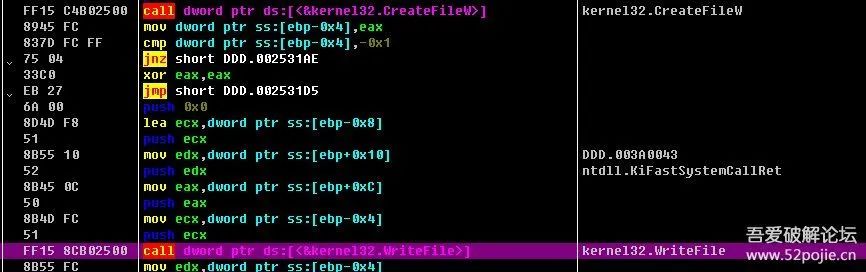 FF15 C4B02500 call dword ptr ds:[<&kernel32.CreateFileW>] kernel32.CreateFileW
8945 FC mov dword ptr ss:[ebp-0x4],eax
837D FC FF cmp dword ptr ss:[ebp-0x4],-0x1
75 04 jnz short DDD.002531AE
33C0 xor eax,eax
EB 27 jmp short DDD.002531D5
6A 00 push 0x0
8D4D F8 lea ecx,dword ptr ss:[ebp-0x8]
51 push ecx
8B55 10 mov edx,dword ptr ss:[ebp+0x10] DDD.003A0043
52 push edx ntdll.KiFastSystemCallRet
8B45 0C mov eax,dword ptr ss:[ebp+0xC]
50 push eax
8B4D FC mov ecx,dword ptr ss:[ebp-0x4]
51 push ecx
FF15 8CB02500 call dword ptr ds:[<&kernel32.WriteFile>] kernel32.WriteFile
8B55 FC mov edx,dword ptr ss:[ebp-0x4]
吾爱破解论坛
www.52pojie.cn